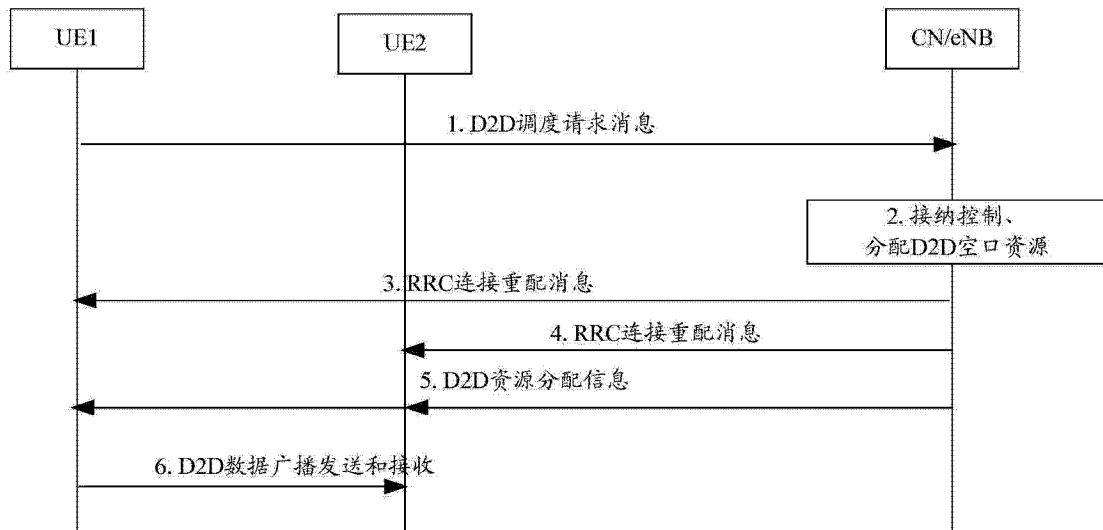 UE1
UE2
CN/eNB
1. D2D调度请求消息
2. 接纳控制、
分配D2D空口资源
3. RRC连接重配消息
4. RRC连接重配消息
5. D2D资源分配信息
6. D2D数据广播发送和接收